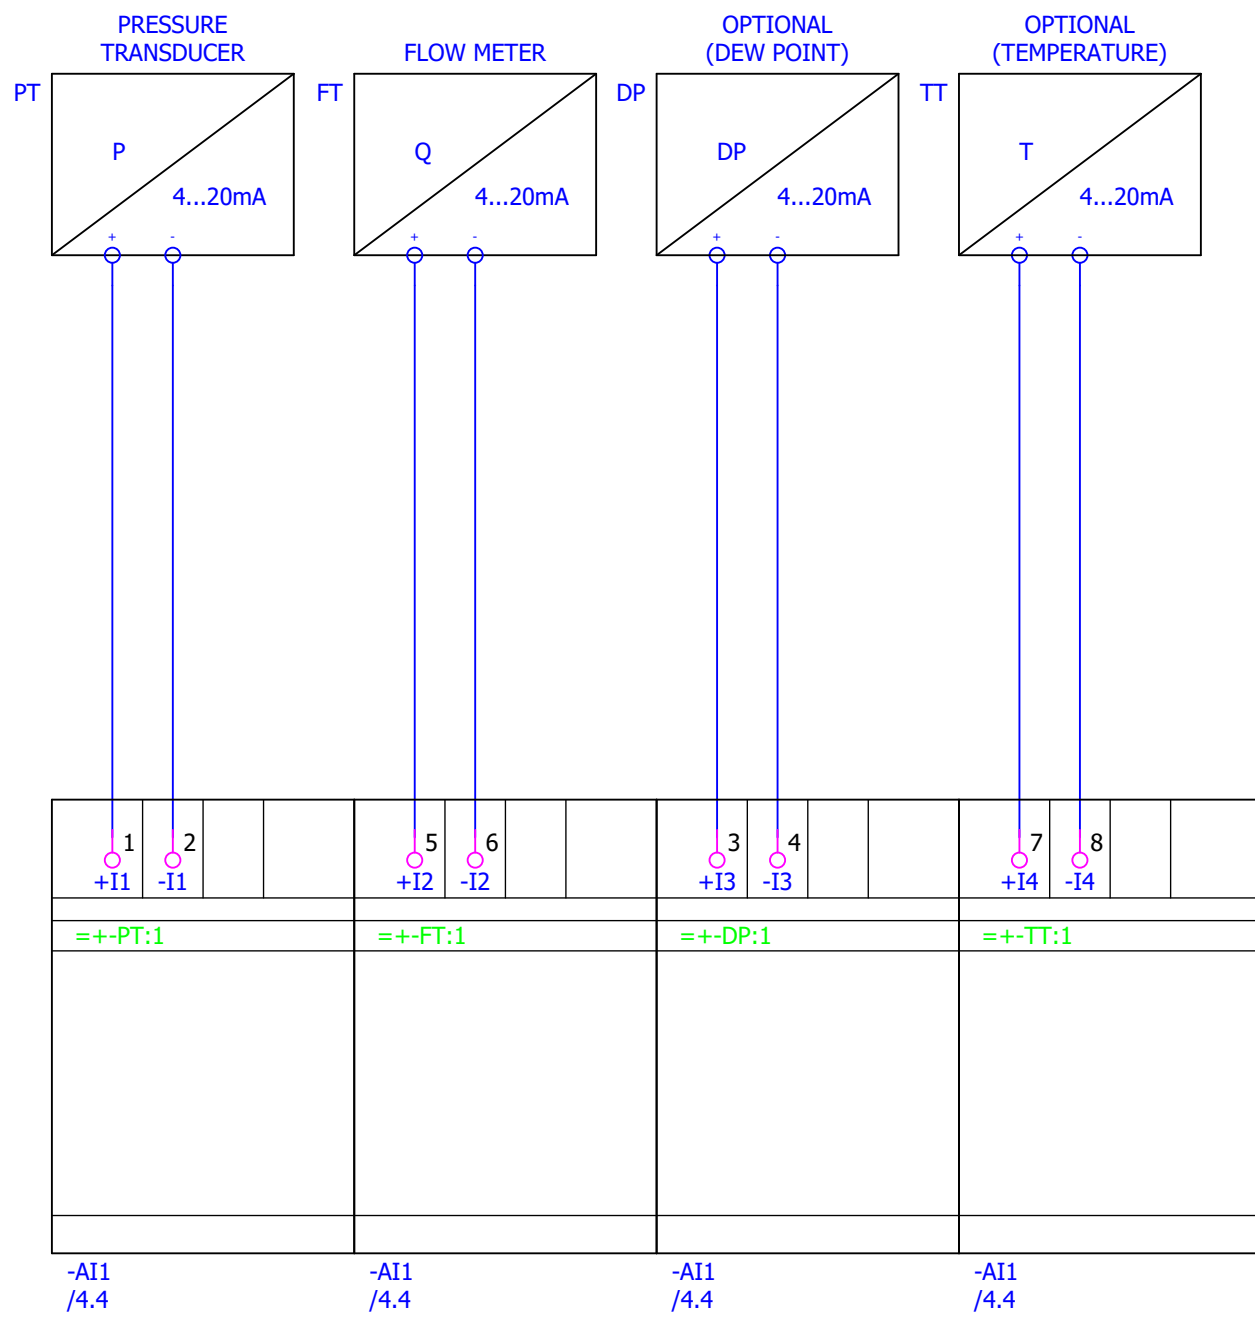 PRESSURE
TRANSDUCER
FLOW METER
OPTIONAL
(DEW POINT)
OPTIONAL
(TEMPERATURE)
PT
P
4...20mA
+ -
FT
Q
4...20mA
+ -
DP
DP
4...20mA
+ -
TT
T
4...20mA
+ -
1 2
+I1 -I1
5 6
+I2 -I2
3 4
+I3 -I3
7 8
+I4 -I4
=+-PT:1
=+-FT:1
=+-DP:1
=+-TT:1
-AI1
/4.4
-AI1
/4.4
-AI1
/4.4
-AI1
/4.4